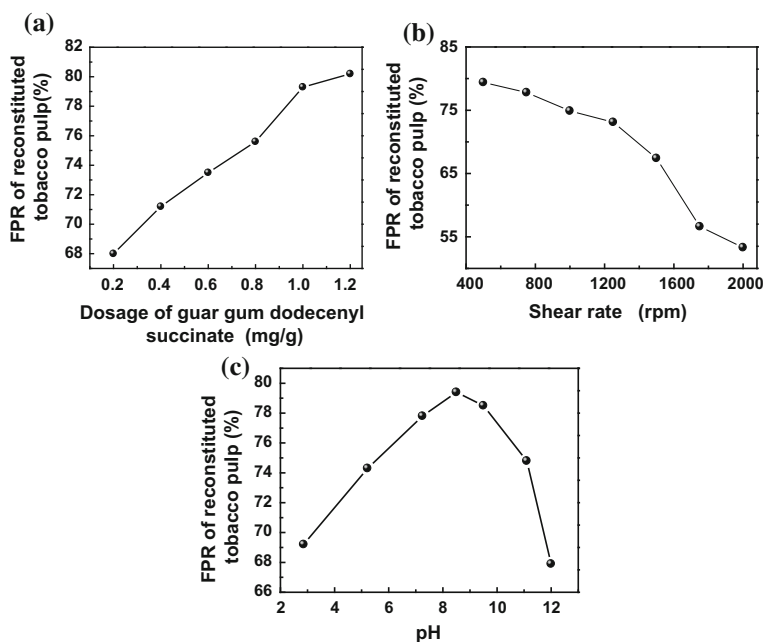 (a)
82
80
78
76
74
72
70
68
FPR of reconstituted
tobacco pulp(%)
0.2 0.4 0.6 0.8 1.0 1.2
Dosage of guar gum dodecenyl
succinate (mg/g)
(b)
85
75
65
55
FPR of reconstituted
tobacco pulp (%)
400 800 1200 1600 2000
Shear rate (rpm)
(c)
80
78
76
74
72
70
68
66
FPR of reconstituted
tobacco pulp (%)
2 4 6 8 10 12
pH